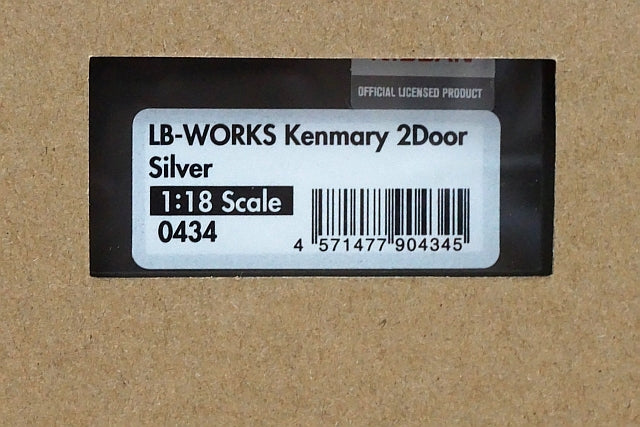 OFFICIAL LICENSED PRODUCT
LB-WORKS Kenmary 2Door
Silver
1:18 Scale
0434
4 571477 904345